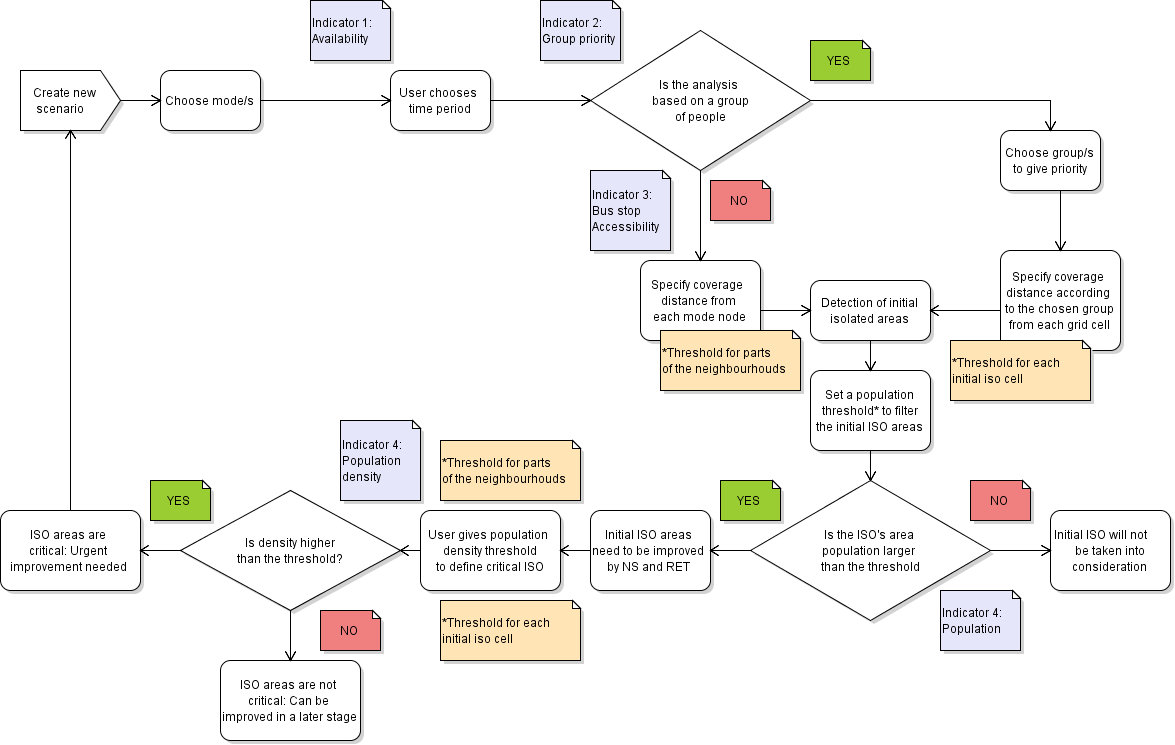 Indicator 1:
Availability
Indicator 2:
Group priority
YES
Create new
scenario
Choose mode/s
User chooses
time period
Is the analysis
based on a group
of people
Choose group/s
to give priority
Indicator 3:
Bus stop
Accessibility
NO
Specify coverage
distance from
each mode node
Detection of initial
isolated areas
Specify coverage
distance according
to the chosen group
from each grid cell
*Threshold for parts
of the neighbourhouds
*Threshold for each
initial iso cell
Set a population
threshold* to filter
the initial ISO areas
Indicator 4:
Population
density
*Threshold for parts
of the neighbourhouds
YES
YES
NO
ISO areas are
critical: Urgent
improvement needed
Is density higher
than the threshold?
User gives population
density threshold
to define critical ISO
Initial ISO areas
need to be improved
by NS and RET
Is the ISO's area
population larger
than the threshold
Initial ISO will not
be taken into
consideration
NO
*Threshold for each
initial iso cell
Indicator 4:
Population
ISO areas are not
critical: Can be
improved in a later stage